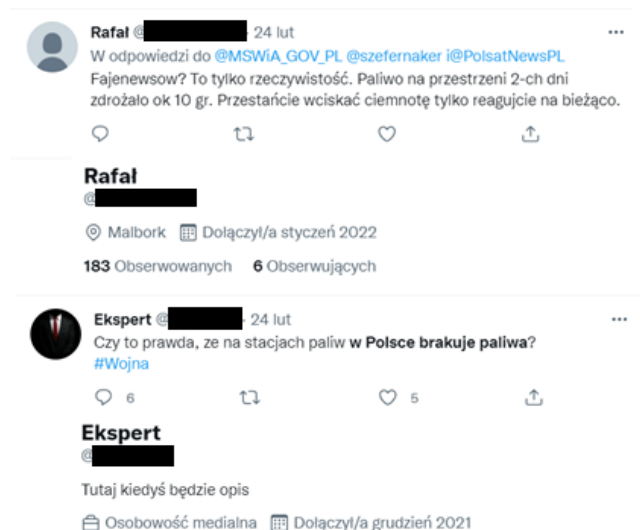 Rafał @ · 24 lut
W odpowiedzi do @MSWiA_GOV_PL @szefernaker i@PolsatNewsPL
Fajenewsow? To tylko rzeczywistość. Paliwo na przestrzeni 2-ch dni
zdrożało ok 10 gr. Przestańcie wciskać ciemnotę tylko reagujcie na bieżąco.
Rafał
@
Malbork Dołączył/a styczeń 2022
183 Obserwowanych 6 Obserwujących
Ekspert @ · 24 lut
Czy to prawda, ze na stacjach paliw w Polsce brakuje paliwa?
#Wojna
6 5
Ekspert
@
Tutaj kiedyś będzie opis
Osobowość medialna Dołączył/a grudzień 2021